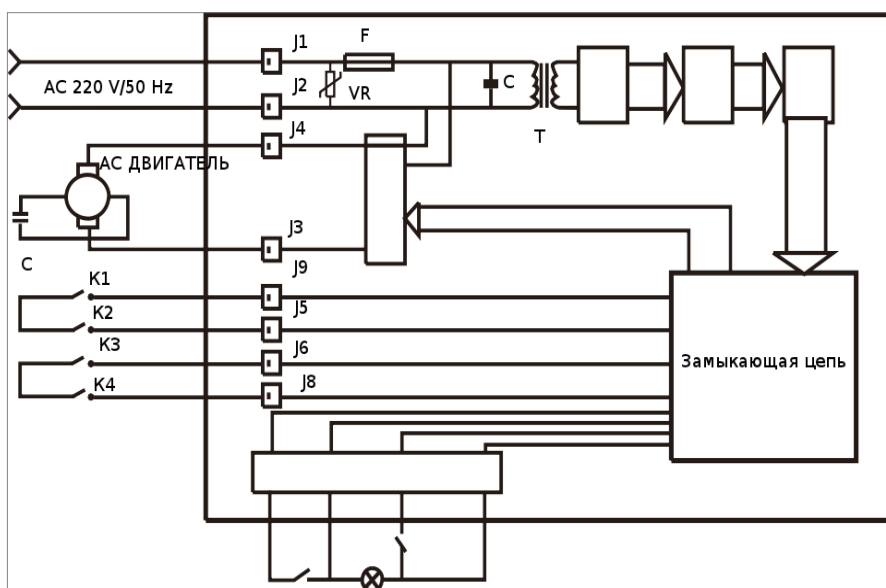 J1
F
AC 220 V/50 Hz
J2
VR
C
J4
T
АС ДВИГАТЕЛЬ
J3
C
J9
K1
J5
K2
K3
J6
Замыкающая цепь
K4
J8